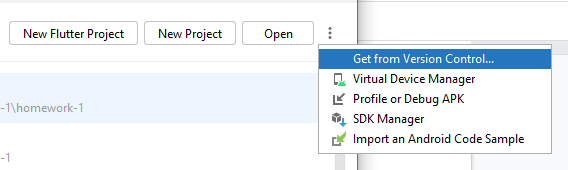 New Flutter Project New Project Open
Get from Version Control...
Virtual Device Manager
-1\homework-1
Profile or Debug APK
SDK Manager
Import an Android Code Sample
-1